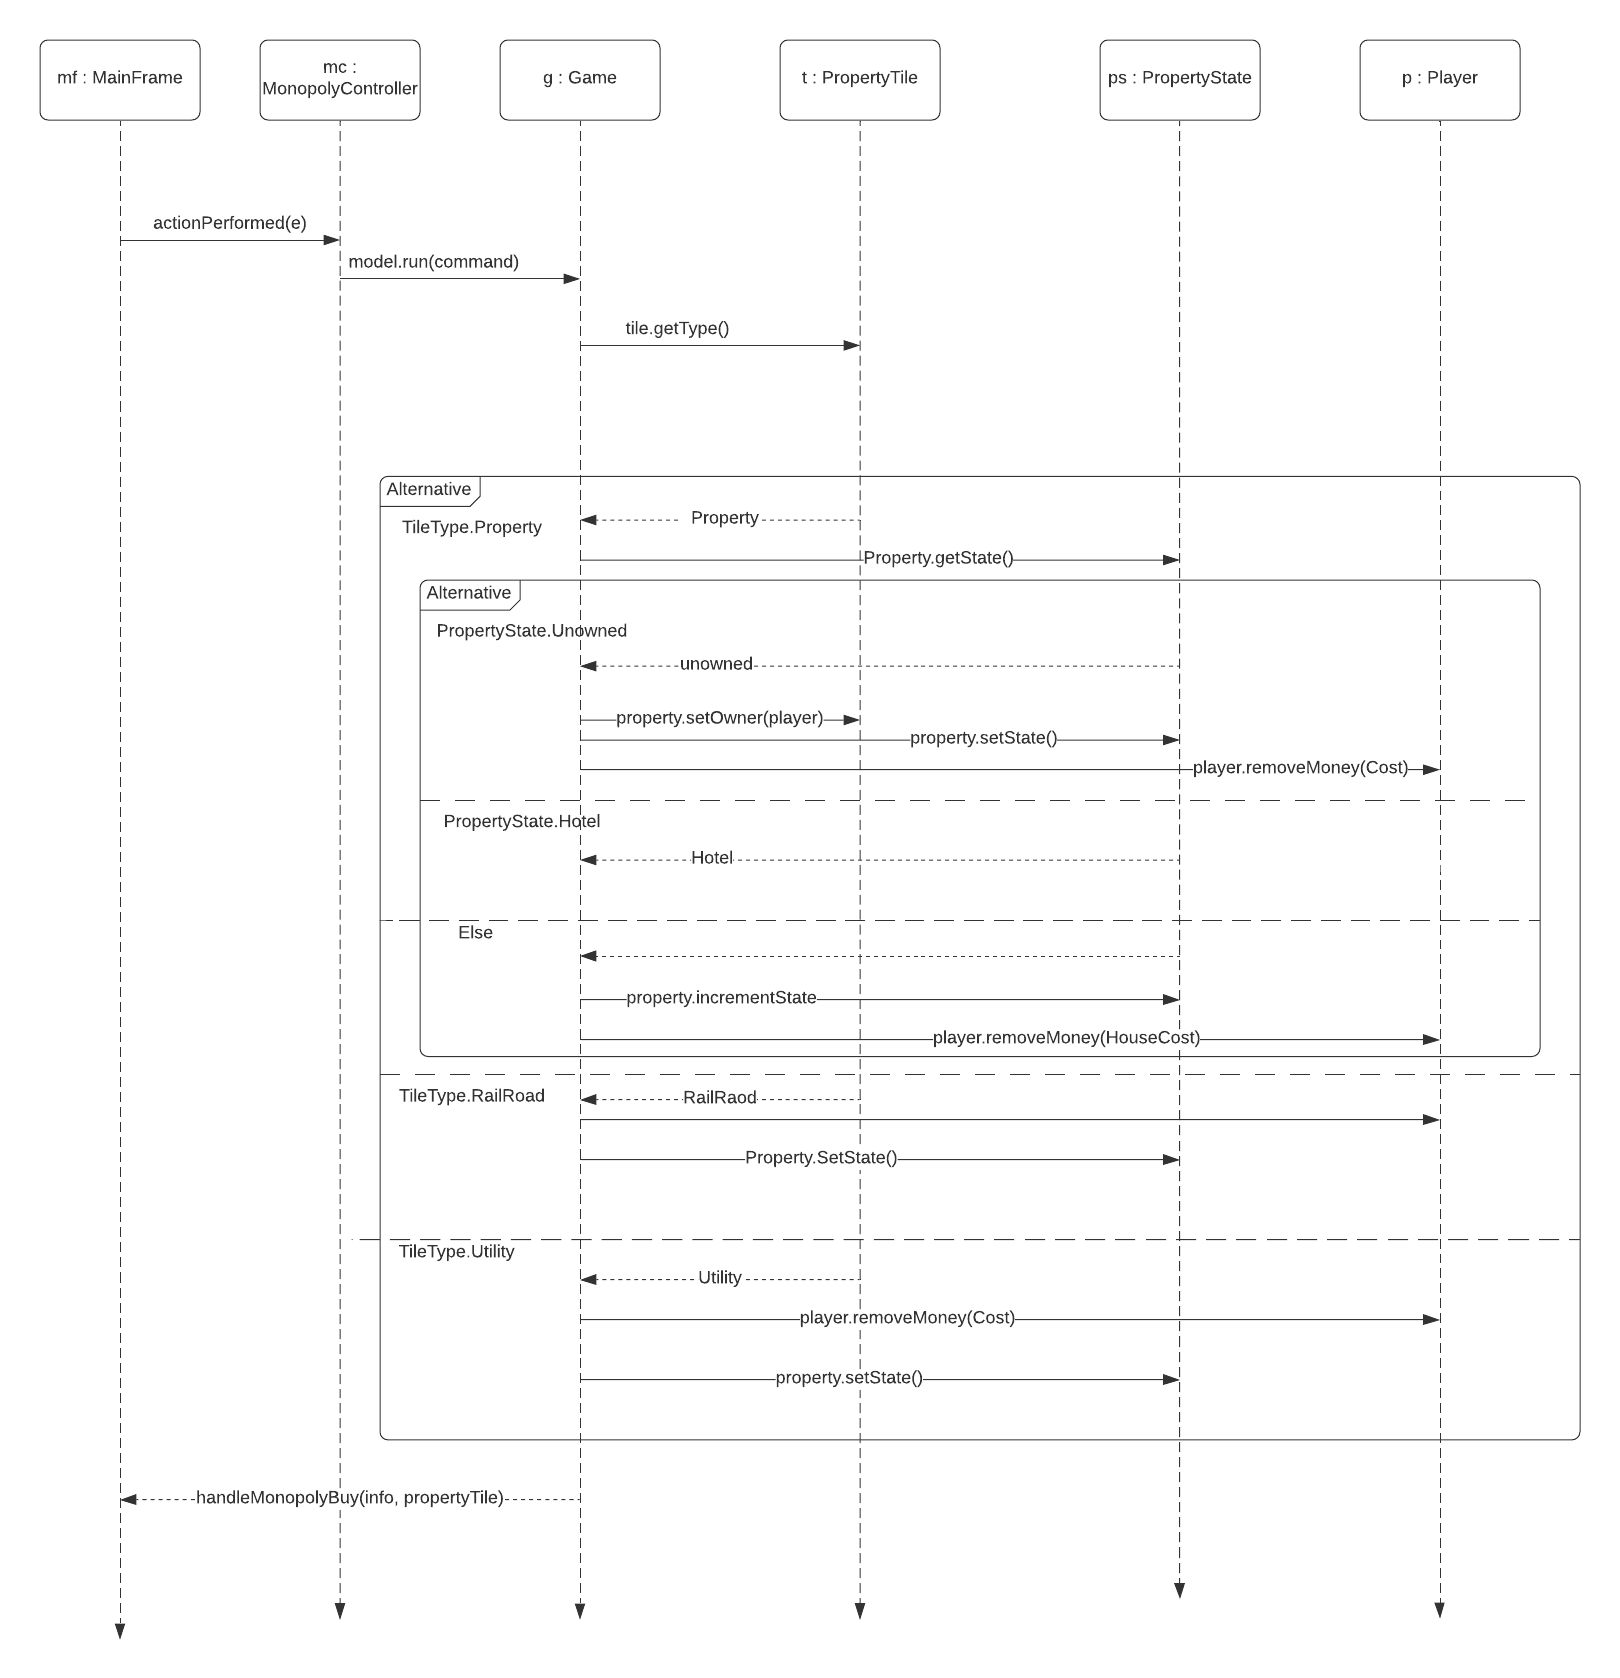 mf : MainFrame
mc :
MonopolyController
g : Game
t : PropertyTile
ps : PropertyState
p : Player
actionPerformed(e)
model.run(command)
tile.getType()
Alternative
Property
TileType.Property
Property.getState()
Alternative
PropertyState.Unowned
unowned
property.setOwner(player)
property.setState()
player.removeMoney(Cost)
PropertyState.Hotel
Hotel
Else
property.incrementState
player.removeMoney(HouseCost)
TileType.RailRoad
RailRaod
Property.SetState()
TileType.Utility
Utility
player.removeMoney(Cost)
property.setState()
handleMonopolyBuy(info, propertyTile)